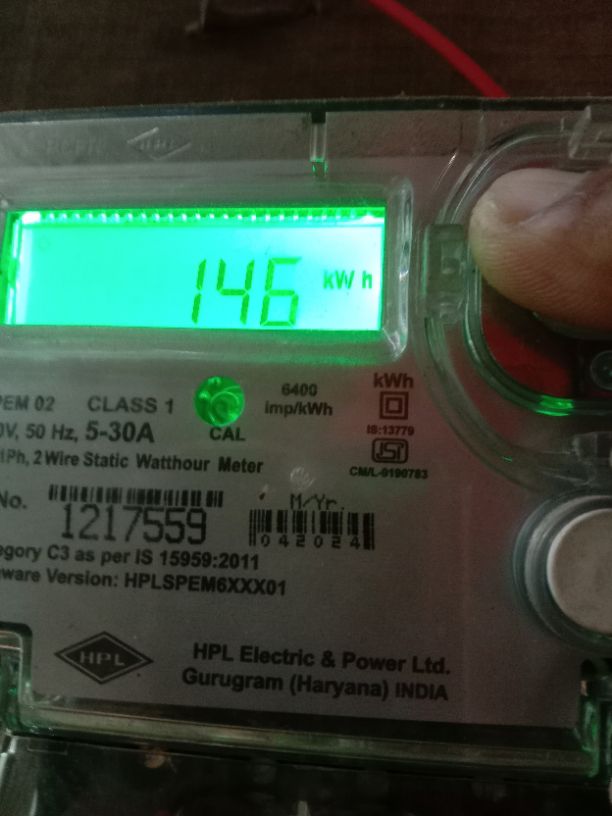 146 kWh
PEM 02 CLASS 1
6400
imp/kWh
kWh
0V, 50 Hz, 5-30A
CAL
IS:13779
1Ph, 2 Wire Static Watthour Meter
CM/L-9190783
No.
1217559
M/Yr.
042024
egory C3 as per IS 15959:2011
ware Version: HPLSPEM6XXX01
HPL
HPL Electric & Power Ltd.
Gurugram (Haryana) INDIA